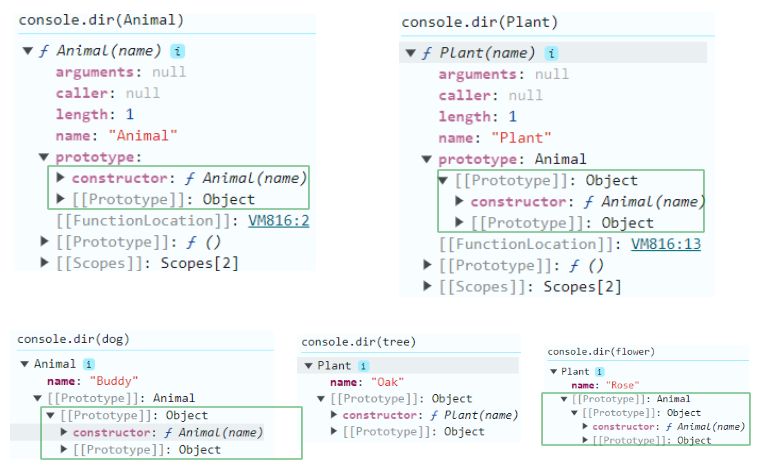 console.dir(Animal)
▼ ƒ Animal(name) i
arguments: null
caller: null
length: 1
name: "Animal"
▼ prototype:
▶ constructor: ƒ Animal(name)
▶ [[Prototype]]: Object
[[FunctionLocation]]: VM816:2
▶ [[Prototype]]: ƒ ()
▶ [[Scopes]]: Scopes[2]
console.dir(Plant)
▼ ƒ Plant(name) i
arguments: null
caller: null
length: 1
name: "Plant"
▼ prototype: Animal
▼ [[Prototype]]: Object
▶ constructor: ƒ Animal(name)
▶ [[Prototype]]: Object
[[FunctionLocation]]: VM816:13
▶ [[Prototype]]: ƒ ()
▶ [[Scopes]]: Scopes[2]
console.dir(dog)
▼ Animal i
name: "Buddy"
▼ [[Prototype]]: Animal
▼ [[Prototype]]: Object
▶ constructor: ƒ Animal(name)
▶ [[Prototype]]: Object
console.dir(tree)
▼ Plant i
name: "Oak"
▼ [[Prototype]]: Object
▶ constructor: ƒ Plant(name)
▶ [[Prototype]]: Object
console.dir(flower)
▼ Plant i
name: "Rose"
▼ [[Prototype]]: Animal
▼ [[Prototype]]: Object
▶ constructor: ƒ Animal(name)
▶ [[Prototype]]: Object